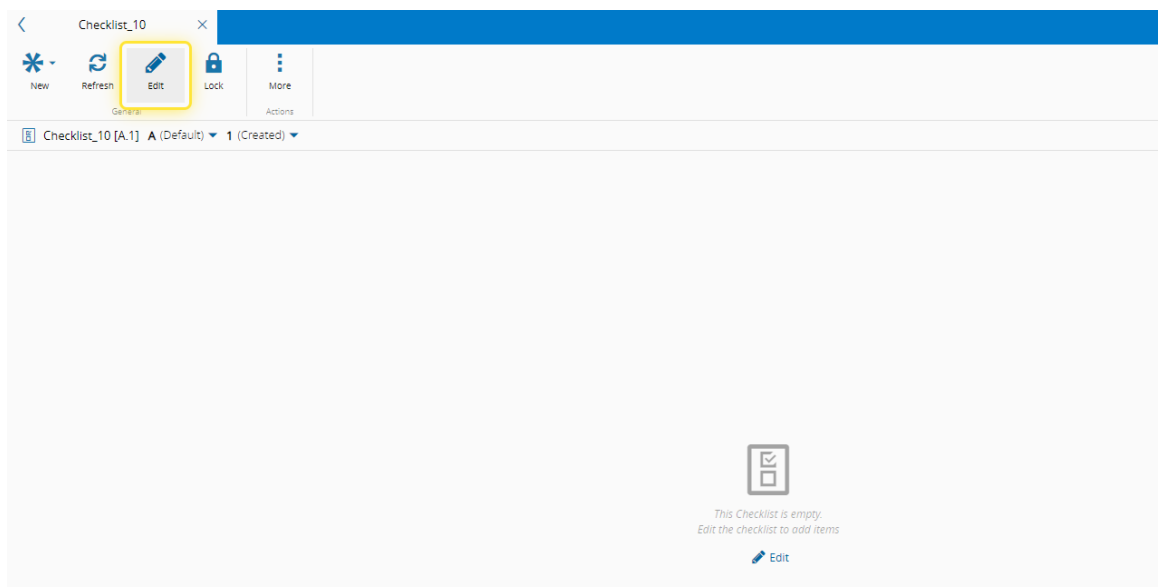 Checklist_10
New Refresh Edit Lock More
General Actions
Checklist_10 [A.1] A (Default) 1 (Created)
This Checklist is empty.
Edit the checklist to add items
Edit